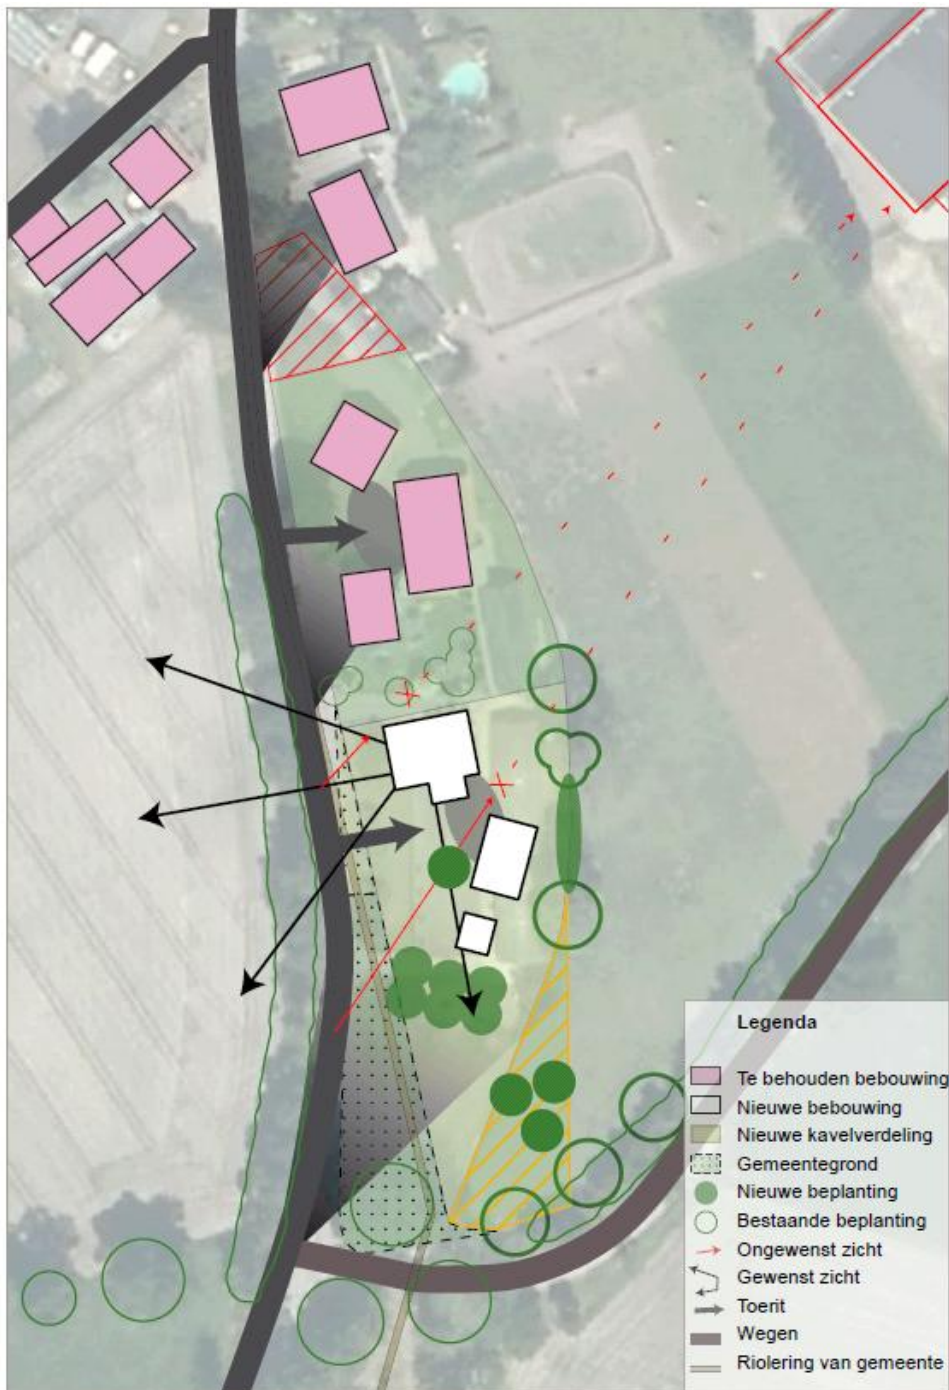 Legenda
Te behouden bebouwing
Nieuwe bebouwing
Nieuwe kavelverdeling
Gemeentegrond
Nieuwe beplanting
Bestaande beplanting
Ongewenst zicht
Gewenst zicht
Toerit
Wegen
Riolering van gemeente